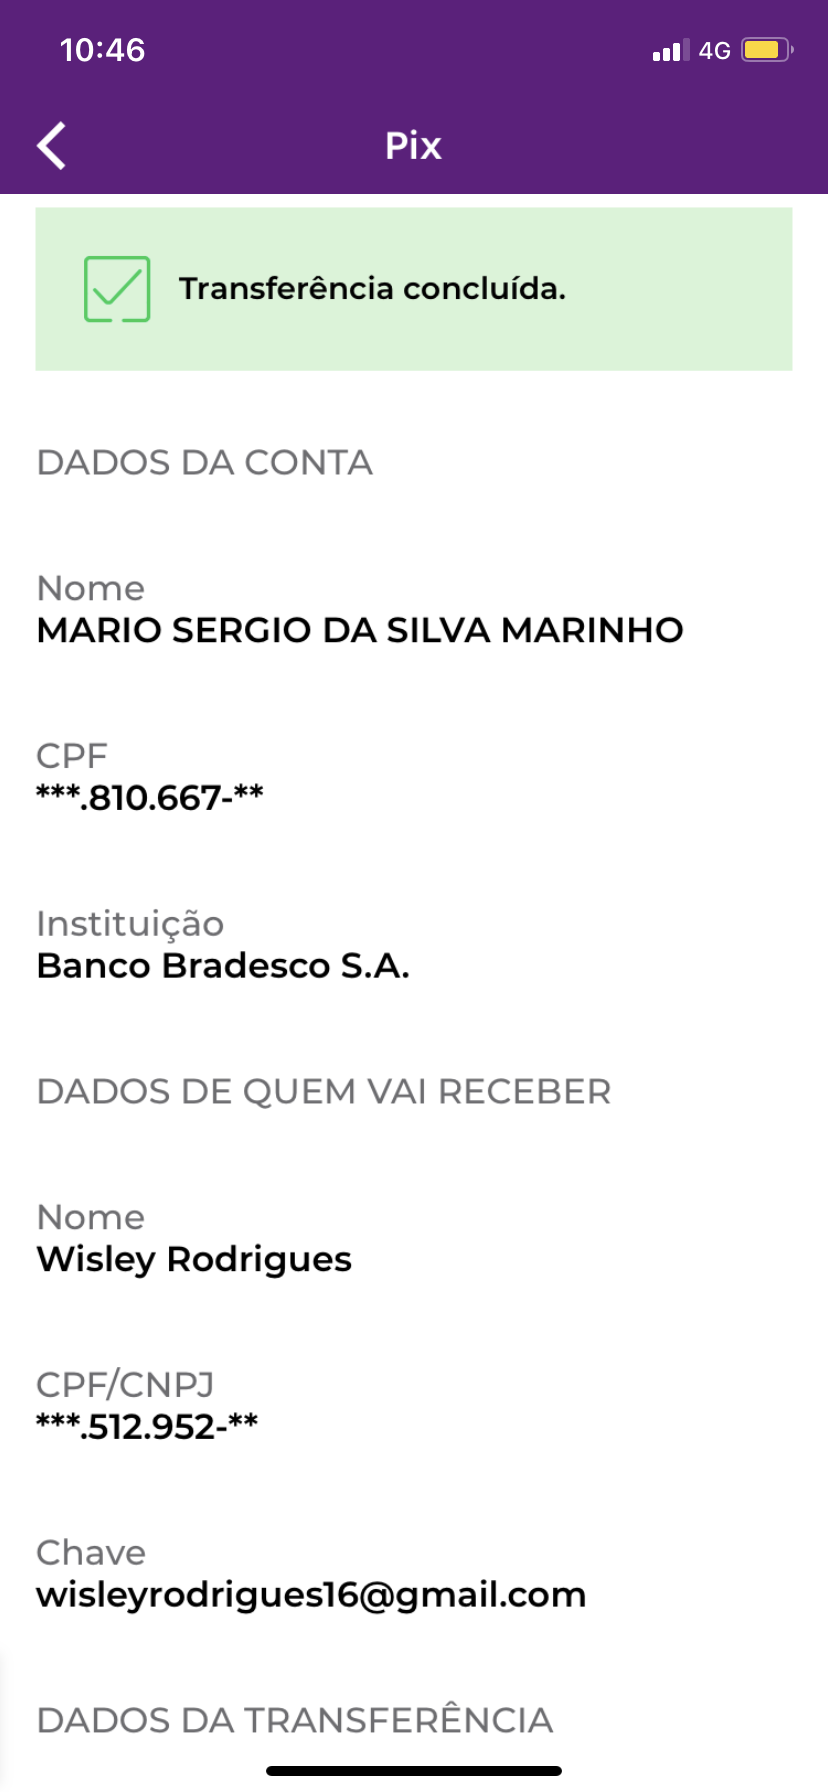 10:46
4G
Pix
Transferência concluída.
DADOS DA CONTA
Nome
MARIO SERGIO DA SILVA MARINHO
CPF
***.810.667-**
Instituição
Banco Bradesco S.A.
DADOS DE QUEM VAI RECEBER
Nome
Wisley Rodrigues
CPF/CNPJ
***.512.952-**
Chave
wisleyrodrigues16@gmail.com
DADOS DA TRANSFERÊNCIA